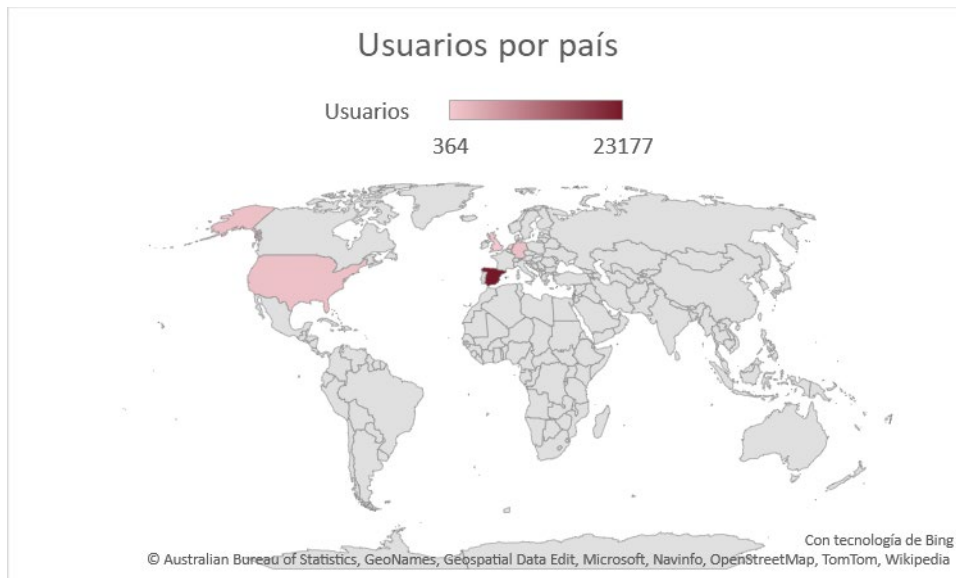 Usuarios por país
Usuarios
364 23177
Con tecnología de Bing
© Australian Bureau of Statistics, GeoNames, Geospatial Data Edit, Microsoft, Navinfo, OpenStreetMap, TomTom, Wikipedia